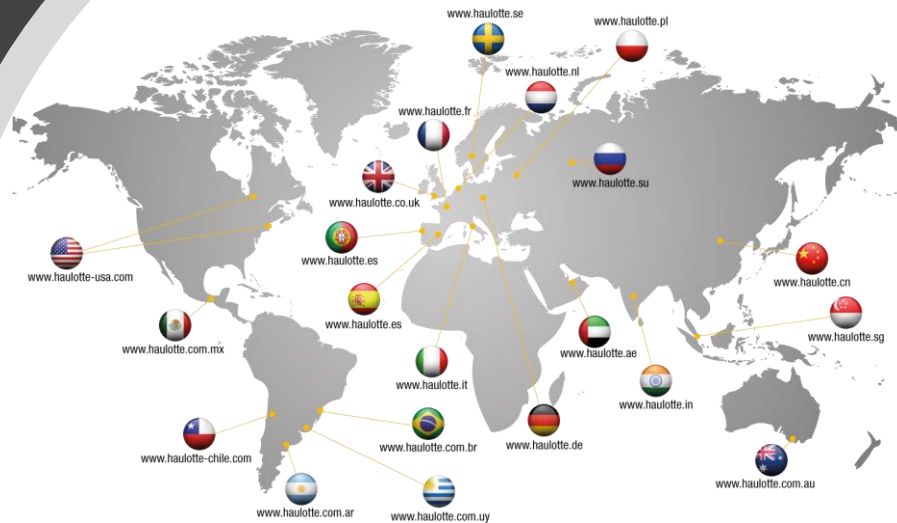 www.haulotte.se
www.haulotte.pl
www.haulotte.nl
www.haulotte.fr
www.haulotte.su
www.haulotte.co.uk
www.haulotte.es
www.haulotte-usa.com
www.haulotte.cn
www.haulotte.es
www.haulotte.sg
www.haulotte.com.mx
www.haulotte.ae
www.haulotte.it
www.haulotte.in
www.haulotte-chile.com
www.haulotte.com.br
www.haulotte.de
www.haulotte.com.au
www.haulotte.com.ar
www.haulotte.com.uy